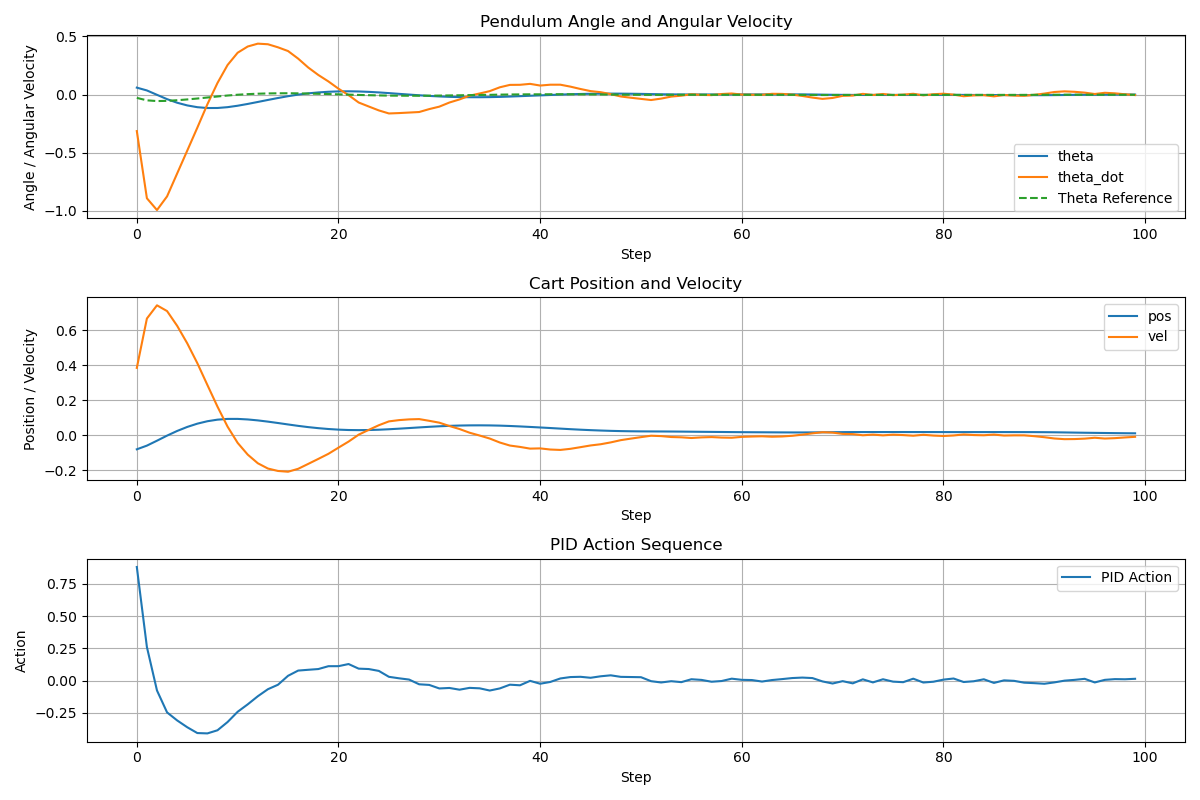 Pendulum Angle and Angular Velocity
Angle / Angular Velocity
0.5
0.0
−0.5
−1.0
theta
theta_dot
Theta Reference
0 20 40 60 80 100
Step
Cart Position and Velocity
Position / Velocity
0.6
0.4
0.2
0.0
−0.2
pos
vel
0 20 40 60 80 100
Step
PID Action Sequence
Action
0.75
0.50
0.25
0.00
−0.25
PID Action
0 20 40 60 80 100
Step